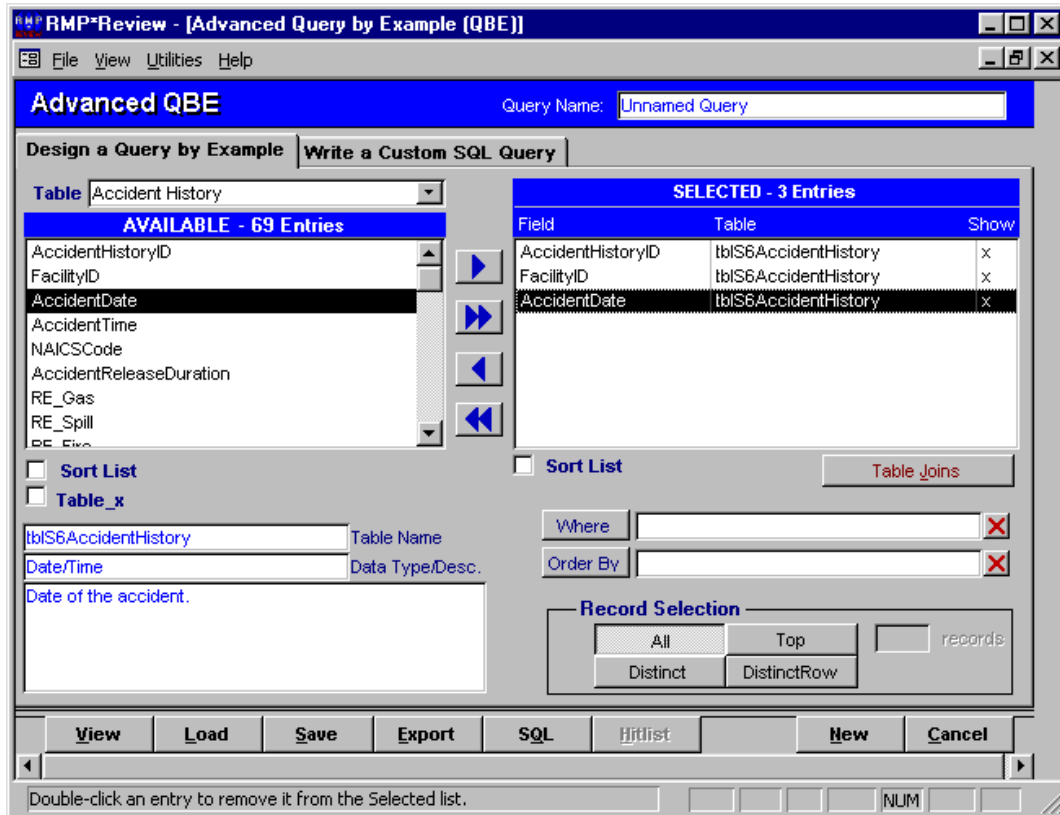 RMP RMP*Review - [Advanced Query by Example (QBE)]
File View Utilities Help
Advanced QBE
Query Name: Unnamed Query
Design a Query by Example Write a Custom SQL Query
Table Accident History
AVAILABLE - 69 Entries
AccidentHistoryID
FacilityID
AccidentDate
AccidentTime
NAICSCode
AccidentReleaseDuration
RE_Gas
RE_Spill
RE_Fire
Sort List
Table_x
tblS6AccidentHistory Table Name
Date/Time Data Type/Desc.
Date of the accident.
SELECTED - 3 Entries
Field Table Show
AccidentHistoryID tblS6AccidentHistory x
FacilityID tblS6AccidentHistory x
AccidentDate tblS6AccidentHistory x
Sort List
Table Joins
Where
Order By
Record Selection
All Top records
Distinct DistinctRow
View Load Save Export SQL Hitlist New Cancel
Double-click an entry to remove it from the Selected list. NUM